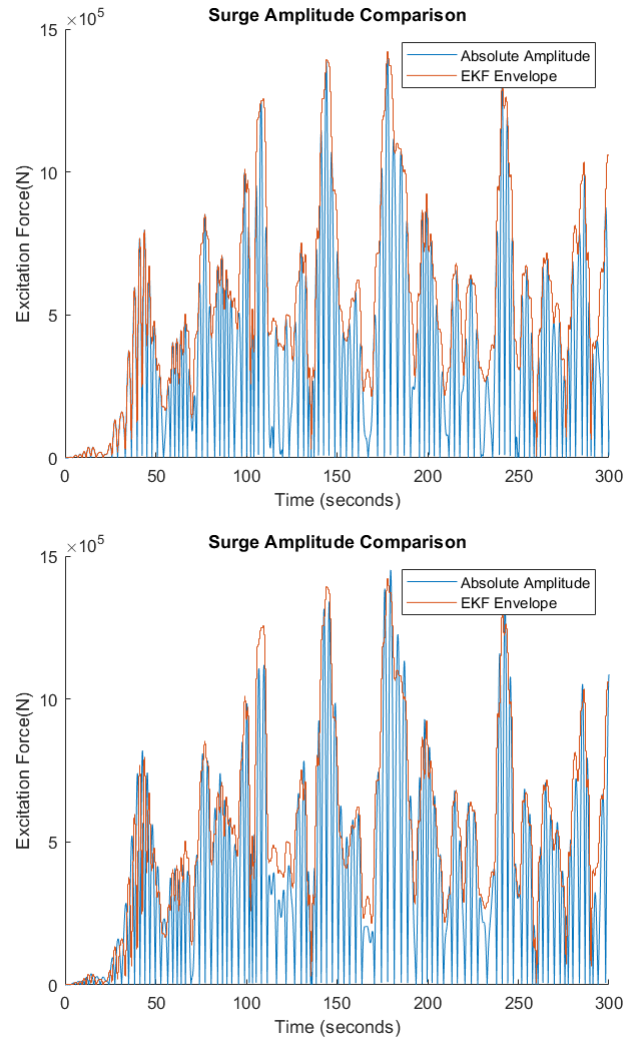 Surge Amplitude Comparison
×10⁵
15
10
5
0
Excitation Force(N)
Absolute Amplitude
EKF Envelope
0 50 100 150 200 250 300
Time (seconds)
Surge Amplitude Comparison
×10⁵
15
10
5
0
Excitation Force(N)
Absolute Amplitude
EKF Envelope
0 50 100 150 200 250 300
Time (seconds)